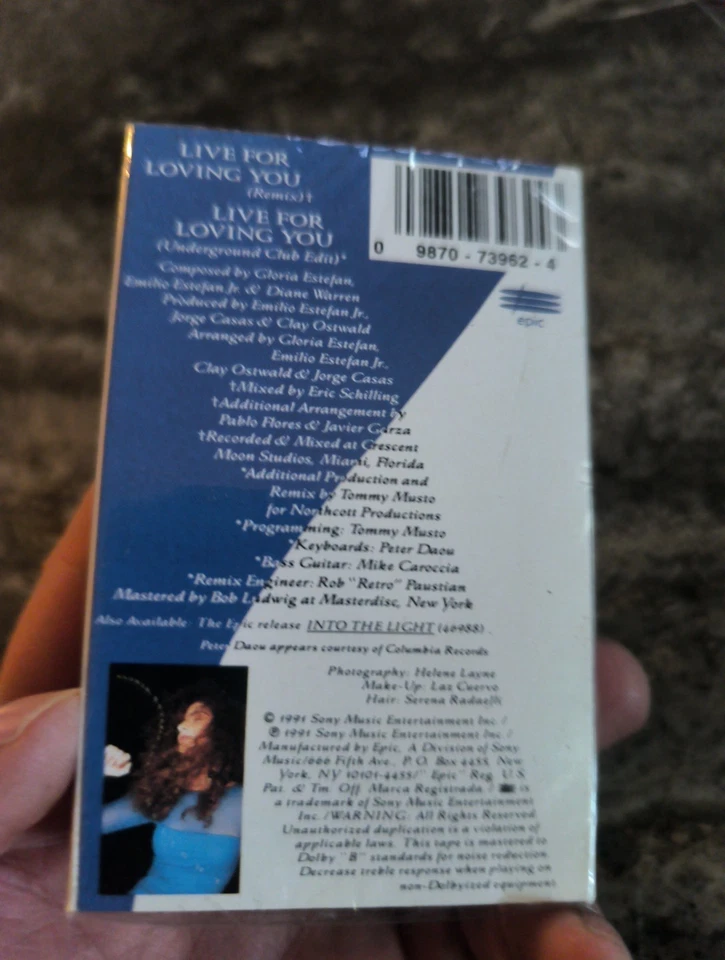 LIVE FOR
LOVING YOU
(Remix)†
LIVE FOR
LOVING YOU
(Underground Club Edit)*
Composed by Gloria Estefan,
Emilio Estefan Jr. & Diane Warren
Produced by Emilio Estefan Jr.,
Jorge Casas & Clay Ostwald
Arranged by Gloria Estefan,
Emilio Estefan Jr.,
Clay Ostwald & Jorge Casas
†Mixed by Eric Schilling
†Additional Arrangement by
Pablo Flores & Javier Garza
†Recorded & Mixed at Crescent
Moon Studios, Miami, Florida
*Additional Production and
Remix by Tommy Musto
for Northcott Productions
*Programming: Tommy Musto
*Keyboards: Peter Daou
*Bass Guitar: Mike Caroccia
*Remix Engineer: Rob "Retro" Paustian
Mastered by Bob Ludwig at Masterdisc, New York
Also Available: The Epic release INTO THE LIGHT (46988).
Peter Daou appears courtesy of Columbia Records
0 9870-73962-4
epic
Photography: Helene Layne
Make-Up: Laz Cuervo
Hair: Serena Radaelli
© 1991 Sony Music Entertainment Inc. /
℗ 1991 Sony Music Entertainment Inc. /
Manufactured by Epic, A Division of Sony
Music/666 Fifth Ave., P.O. Box 4455, New
York, NY 10101-4455/"Epic" Reg. U.S.
Pat. & Tm. Off. Marca Registrada. / is
a trademark of Sony Music Entertainment
Inc./WARNING: All Rights Reserved.
Unauthorized duplication is a violation of
applicable laws. This tape is mastered to
Dolby "B" standards for noise reduction.
Decrease treble response when playing on
non-Dolbyized equipment.